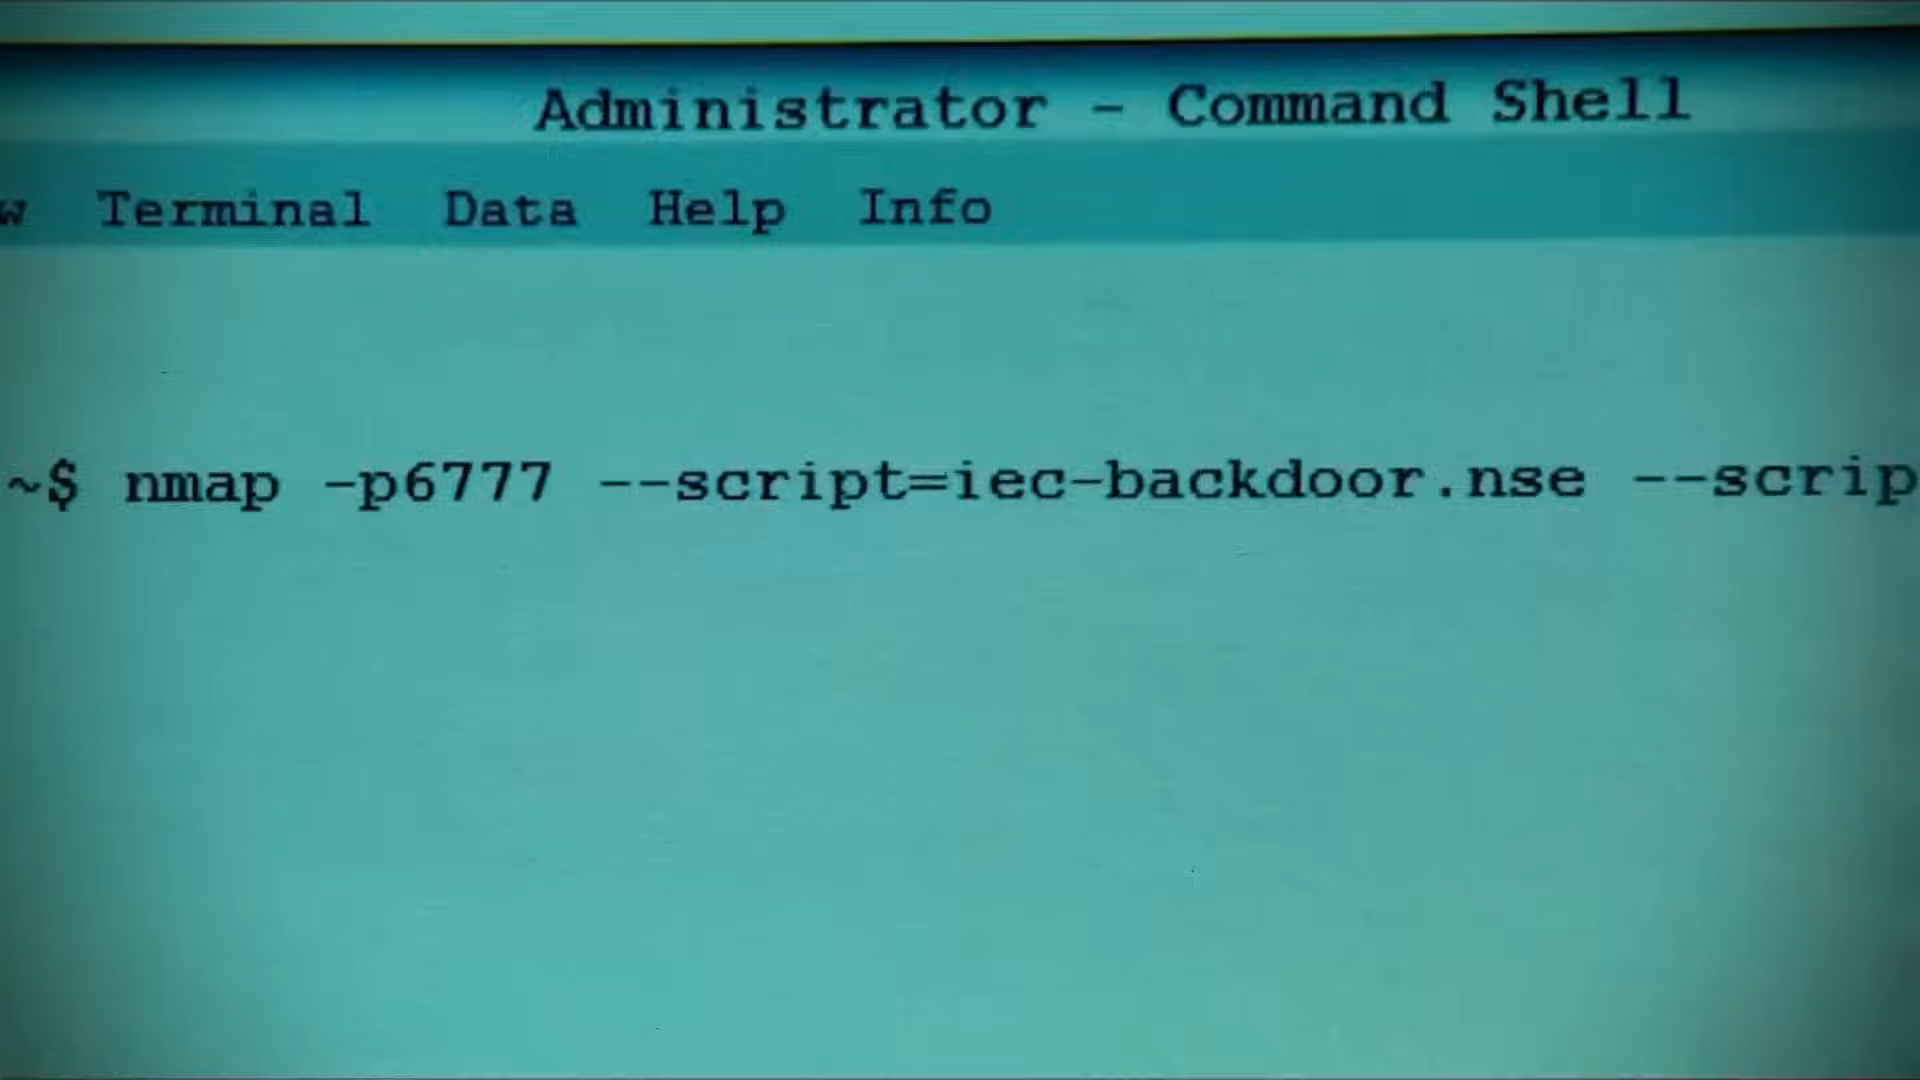 Administrator - Command Shell
w Terminal Data Help Info
~$ nmap -p6777 --script=iec-backdoor.nse --scrip